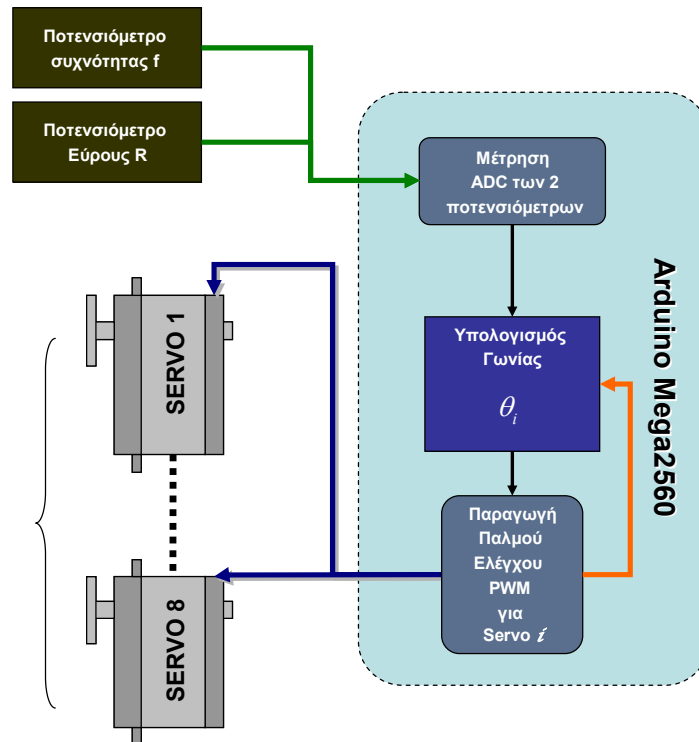 Ποτενσιόμετρο
συχνότητας f
Ποτενσιόμετρο
Εύρους R
Μέτρηση
ADC των 2
ποτενσιόμετρων
Υπολογισμός
Γωνίας
θi
Παραγωγή
Παλμού
Ελέγχου
PWM
για
Servo i
Arduino Mega2560
SERVO 1
SERVO 8